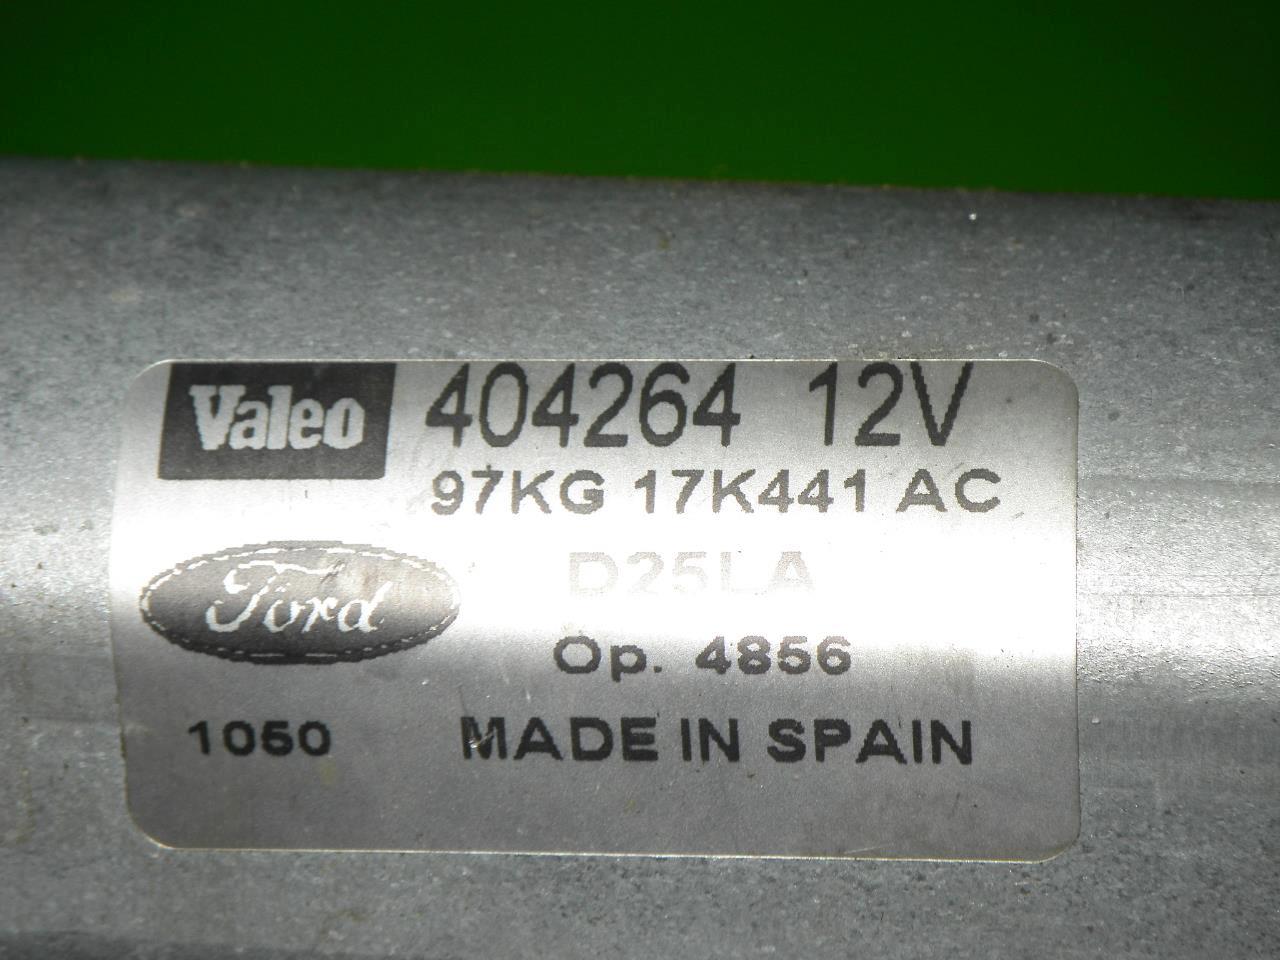 Valeo 404264 12V
97KG 17K441 AC
D25LA
Ford
Op. 4856
1050 MADE IN SPAIN